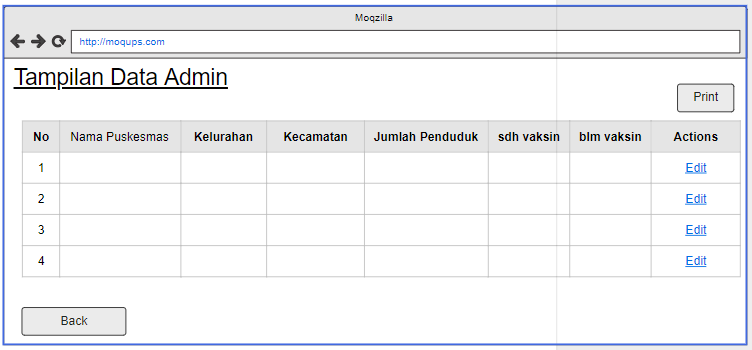 Moqzilla
http://moqups.com
Tampilan Data Admin
Print
No Nama Puskesmas Kelurahan Kecamatan Jumlah Penduduk sdh vaksin blm vaksin Actions
1 Edit
2 Edit
3 Edit
4 Edit
Back